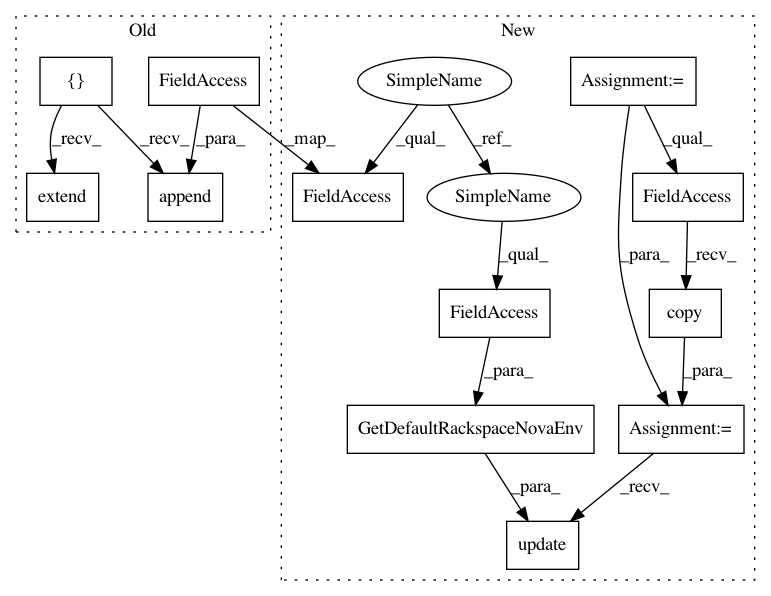 Old
New
{}
FieldAccess
SimpleName
Assignment:=
_recv_
_recv_
_para_
_map_
_qual_
_ref_
_qual_
extend
append
FieldAccess
SimpleName
FieldAccess
_qual_
_para_
_recv_
FieldAccess
copy
_para_
_para_
GetDefaultRackspaceNovaEnv
Assignment:=
_para_
_recv_
update